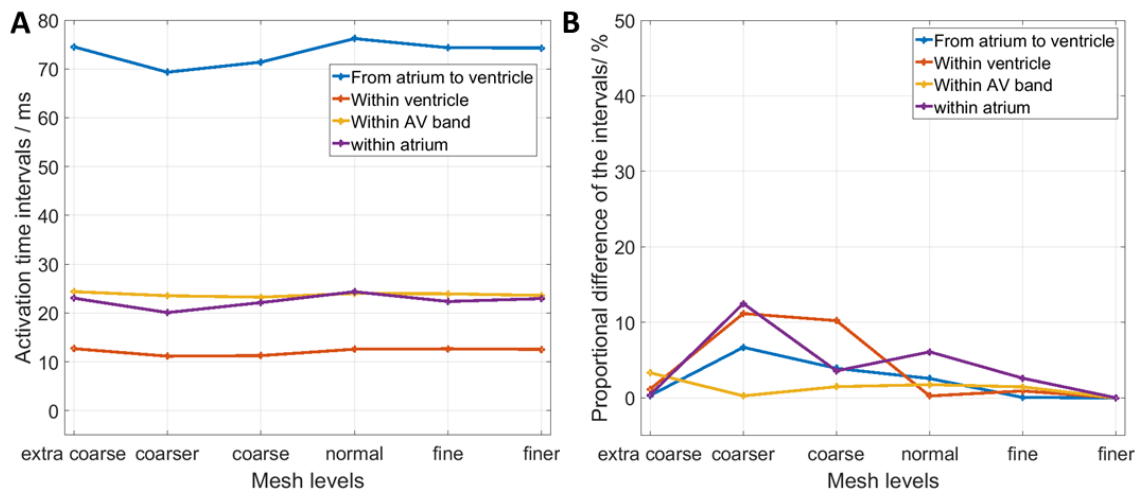 A
80
70
60
50
40
30
20
10
0
Activation time intervals / ms
From atrium to ventricle
Within ventricle
Within AV band
within atrium
extra coarse
coarser
coarse
normal
fine
finer
Mesh levels
B
50
40
30
20
10
0
Proportional difference of the intervals/ %
From atrium to ventricle
Within ventricle
Within AV band
within atrium
extra coarse
coarser
coarse
normal
fine
finer
Mesh levels